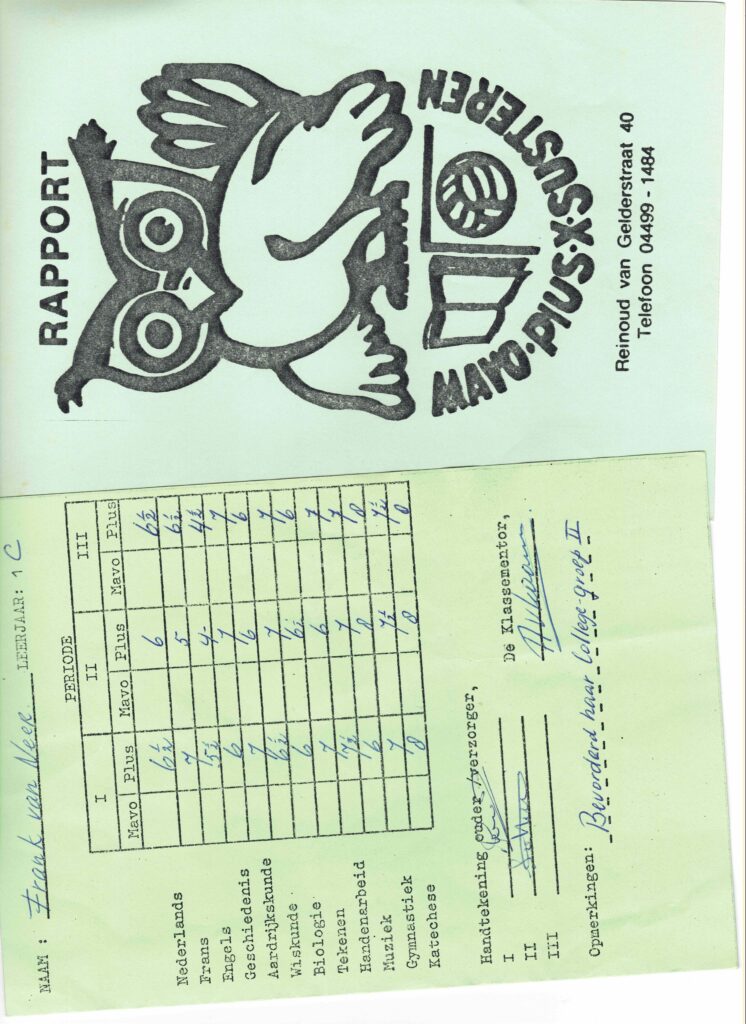 RAPPORT
MAVO·PIUS·X·SUSTEREN
Reinoud van Gelderstraat 40
Telefoon 04499 - 1484
NAAM : Frank van Neer LEERJAAR: 1 C
PERIODE
I II III
Mavo Plus Mavo Plus Mavo Plus
Nederlands 6½ 6 6½
Frans 7 5 6½
Engels 5½ 4- 4½
Geschiedenis 6 7 7
Aardrijkskunde 7 6 6
Wiskunde 6½ 7 7
Biologie 6 6½ 6
Tekenen 7 6 7
Handenarbeid 7½ 7 7
Muziek 6 8 8
Gymnastiek 7 7½ 7½
Katechese 8 8 8
Handtekening ouder/verzorger, De Klassementor,
I
II
III
Opmerkingen: Bevorderd naar College-groep II